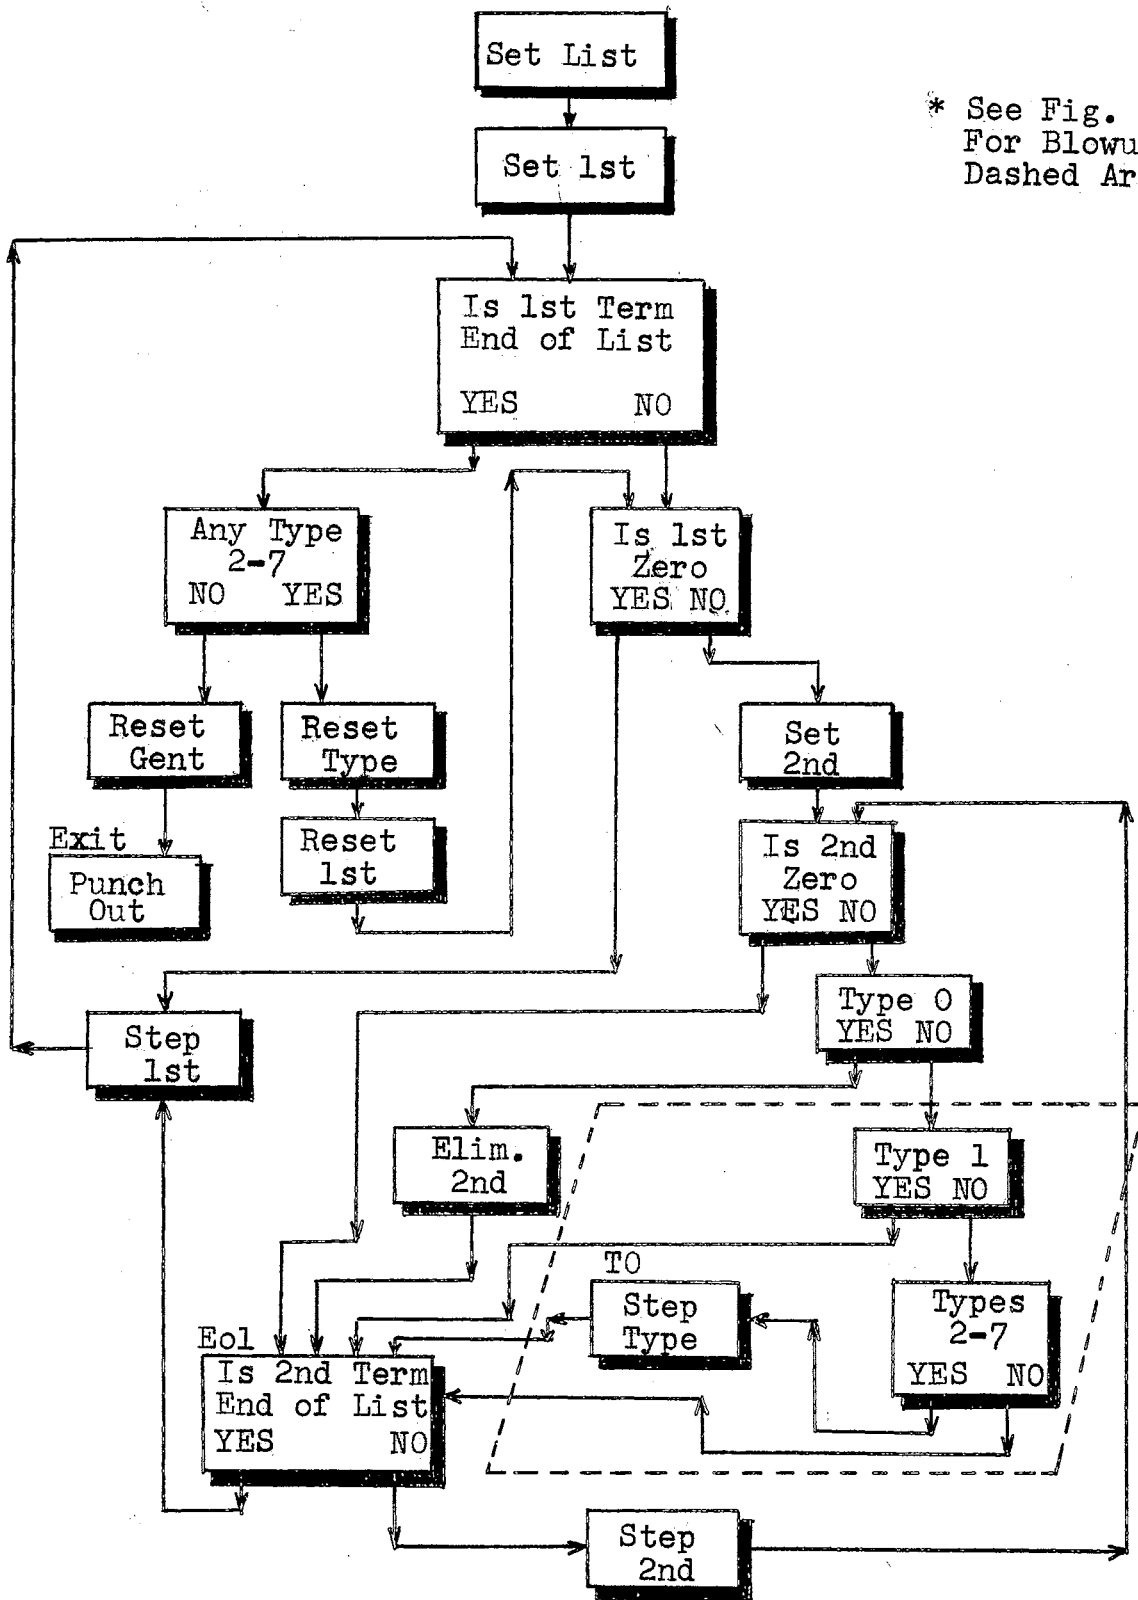 Set List
* See Fig.
For Blowu
Dashed Ar
Set 1st
Is 1st Term
End of List
YES NO
Any Type
2-7
NO YES
Is 1st
Zero
YES NO
Reset
Gent
Reset
Type
Set
2nd
Exit
Punch
Out
Reset
1st
Is 2nd
Zero
YES NO
Type 0
YES NO
Step
1st
Elim.
2nd
Type 1
YES NO
TO
Step
Type
Types
2-7
YES NO
Eol
Is 2nd Term
End of List
YES NO
Step
2nd